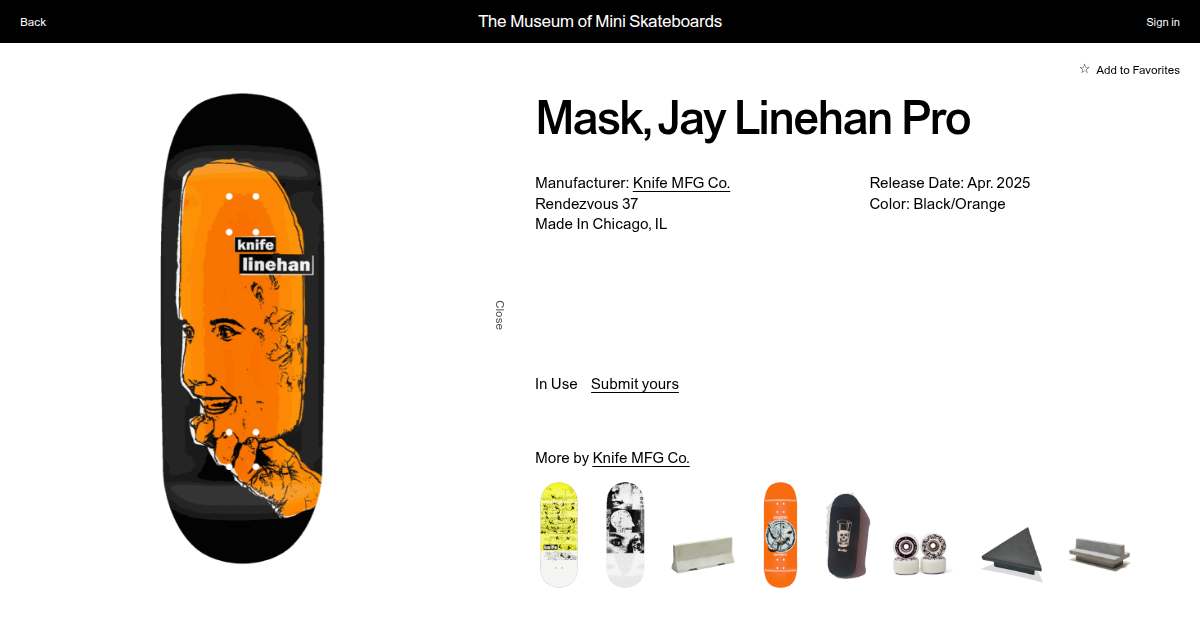 Back
The Museum of Mini Skateboards
Sign in
☆ Add to Favorites
Mask, Jay Linehan Pro
Manufacturer: Knife MFG Co.
Rendezvous 37
Made In Chicago, IL
Release Date: Apr. 2025
Color: Black/Orange
knife
linehan
Close
In Use Submit yours
More by Knife MFG Co.